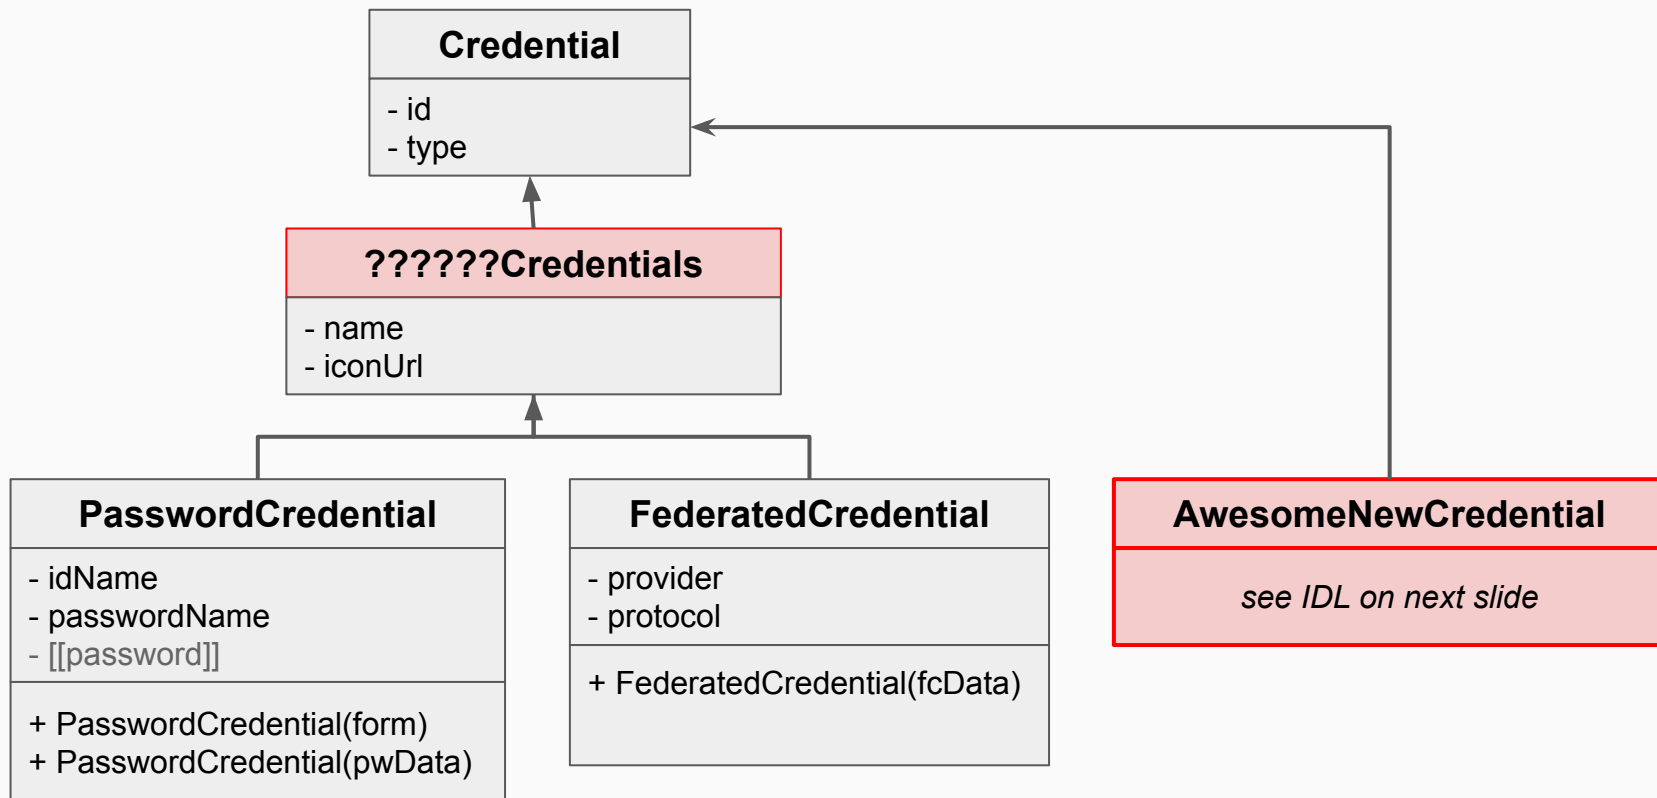 Credential
- id
- type
??????Credentials
- name
- iconUrl
PasswordCredential
- idName
- passwordName
- [[password]]
+ PasswordCredential(form)
+ PasswordCredential(pwData)
FederatedCredential
- provider
- protocol
+ FederatedCredential(fcData)
AwesomeNewCredential
see IDL on next slide